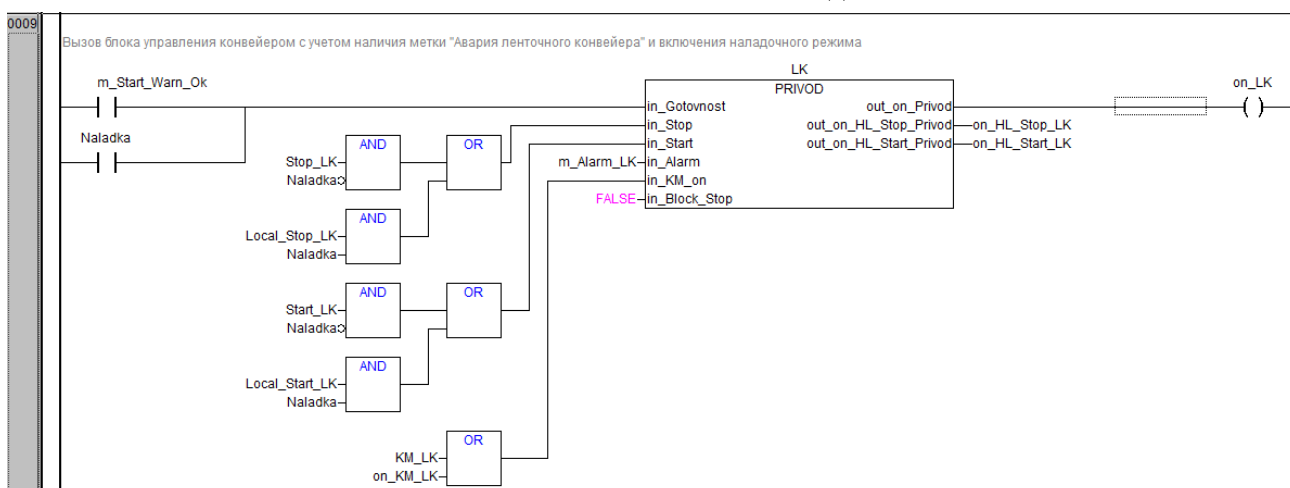 0009
Вызов блока управления конвейером с учетом наличия метки "Авария ленточного конвейера" и включения наладочного режима
m_Start_Warn_Ok
Naladka
LK
PRIVOD
in_Gotovnost
in_Stop
in_Start
in_Alarm
in_KM_on
in_Block_Stop
out_on_Privod
out_on_HL_Stop_Privod
out_on_HL_Start_Privod
on_LK
on_HL_Stop_LK
on_HL_Start_LK
m_Alarm_LK
FALSE
AND
OR
Stop_LK
Naladka
AND
Local_Stop_LK
Naladka
AND
OR
Start_LK
Naladka
AND
Local_Start_LK
Naladka
OR
KM_LK
on_KM_LK